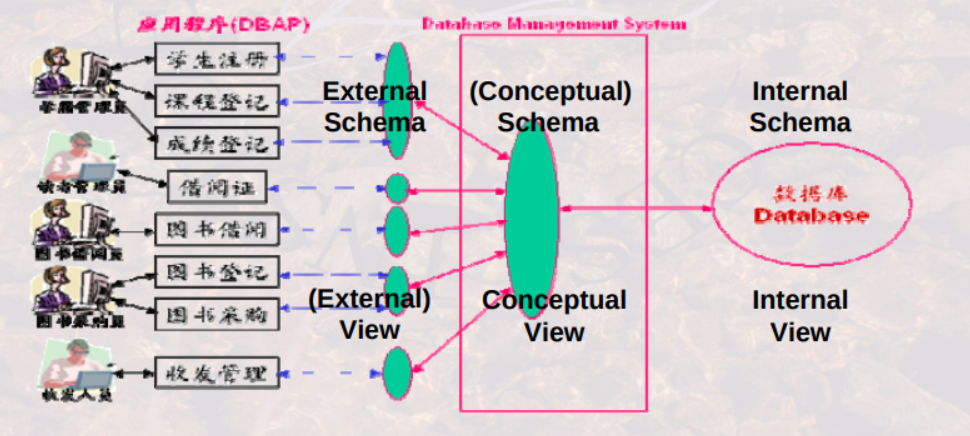 应用程序(DBAP)
Database Management System
学生注册
课程登记
成绩登记
学籍管理员
借阅证
读者管理员
图书借阅
图书借阅员
图书登记
图书采购
图书采购员
收发管理
收发人员
External
Schema
(External)
View
(Conceptual)
Schema
Conceptual
View
Internal
Schema
数据库
Database
Internal
View